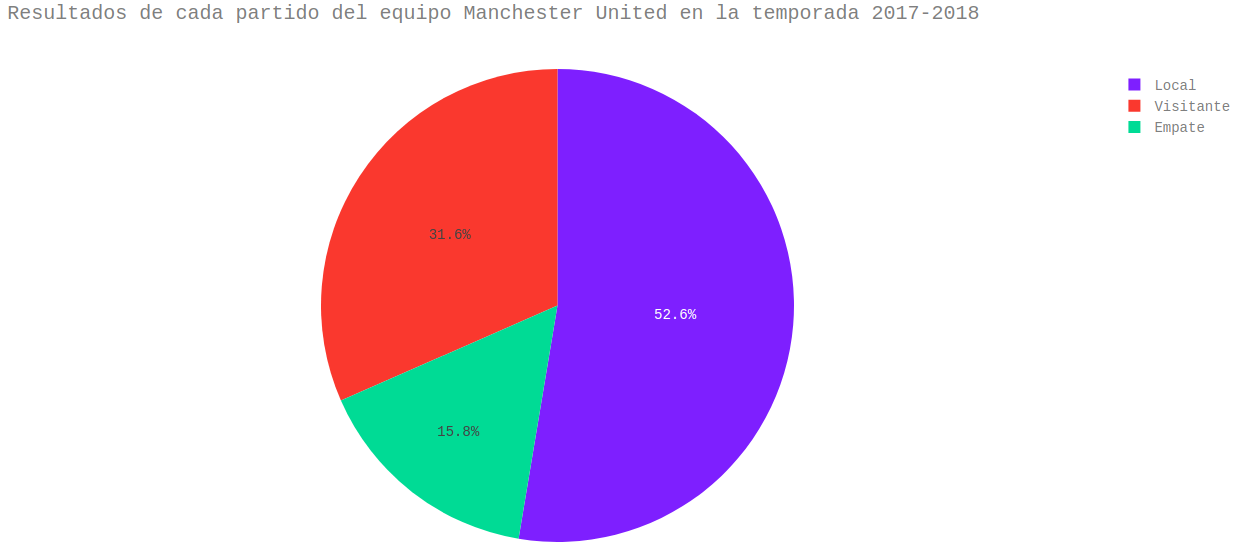 Resultados de cada partido del equipo Manchester United en la temporada 2017-2018
Local
Visitante
Empate
31.6%
52.6%
15.8%